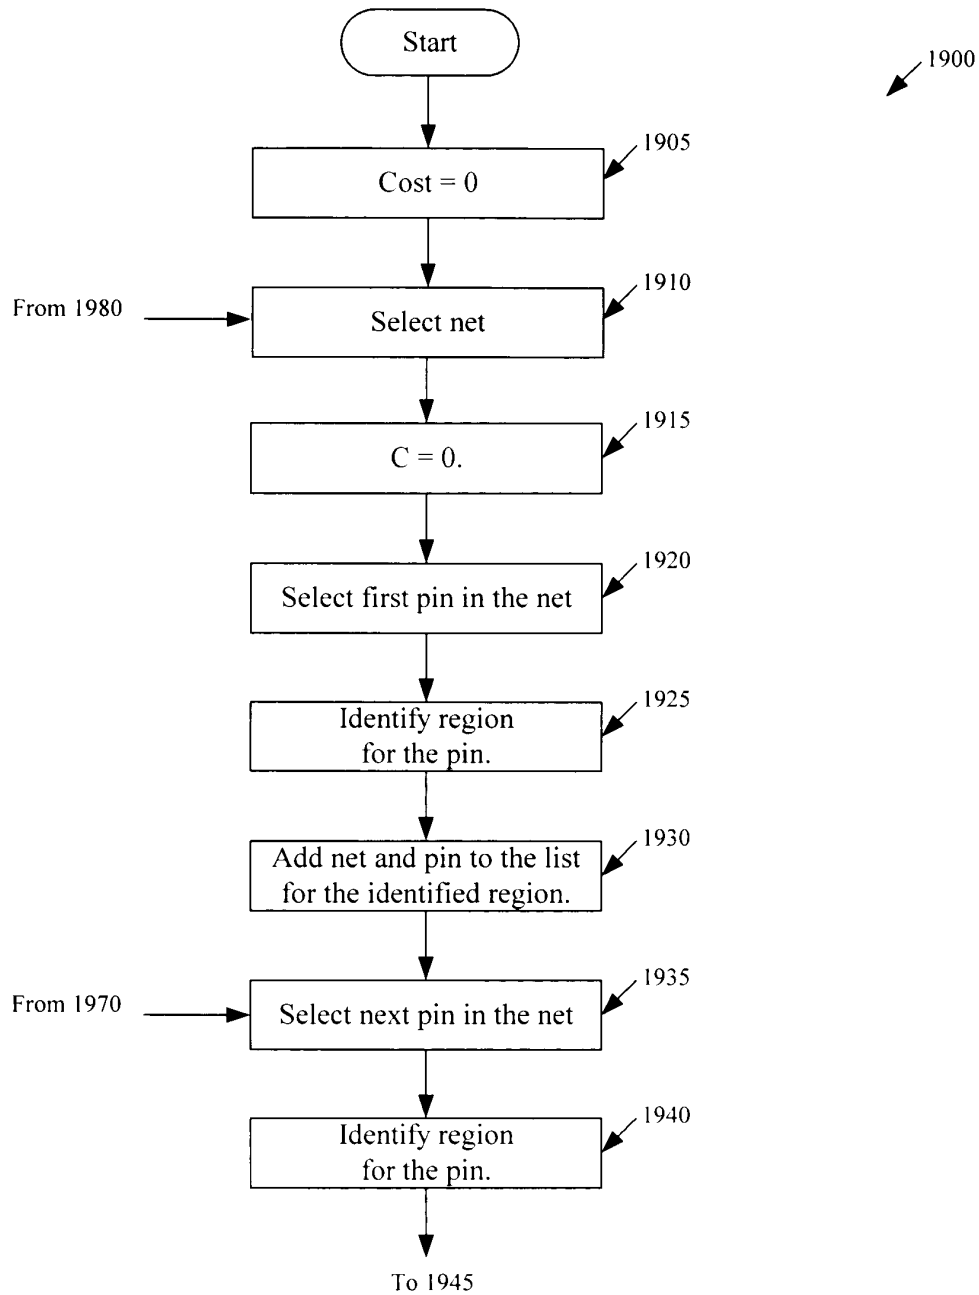 Start
1900
1905
Cost = 0
1910
From 1980
Select net
1915
C = 0.
1920
Select first pin in the net
1925
Identify region
for the pin.
1930
Add net and pin to the list
for the identified region.
1935
From 1970
Select next pin in the net
1940
Identify region
for the pin.
To 1945